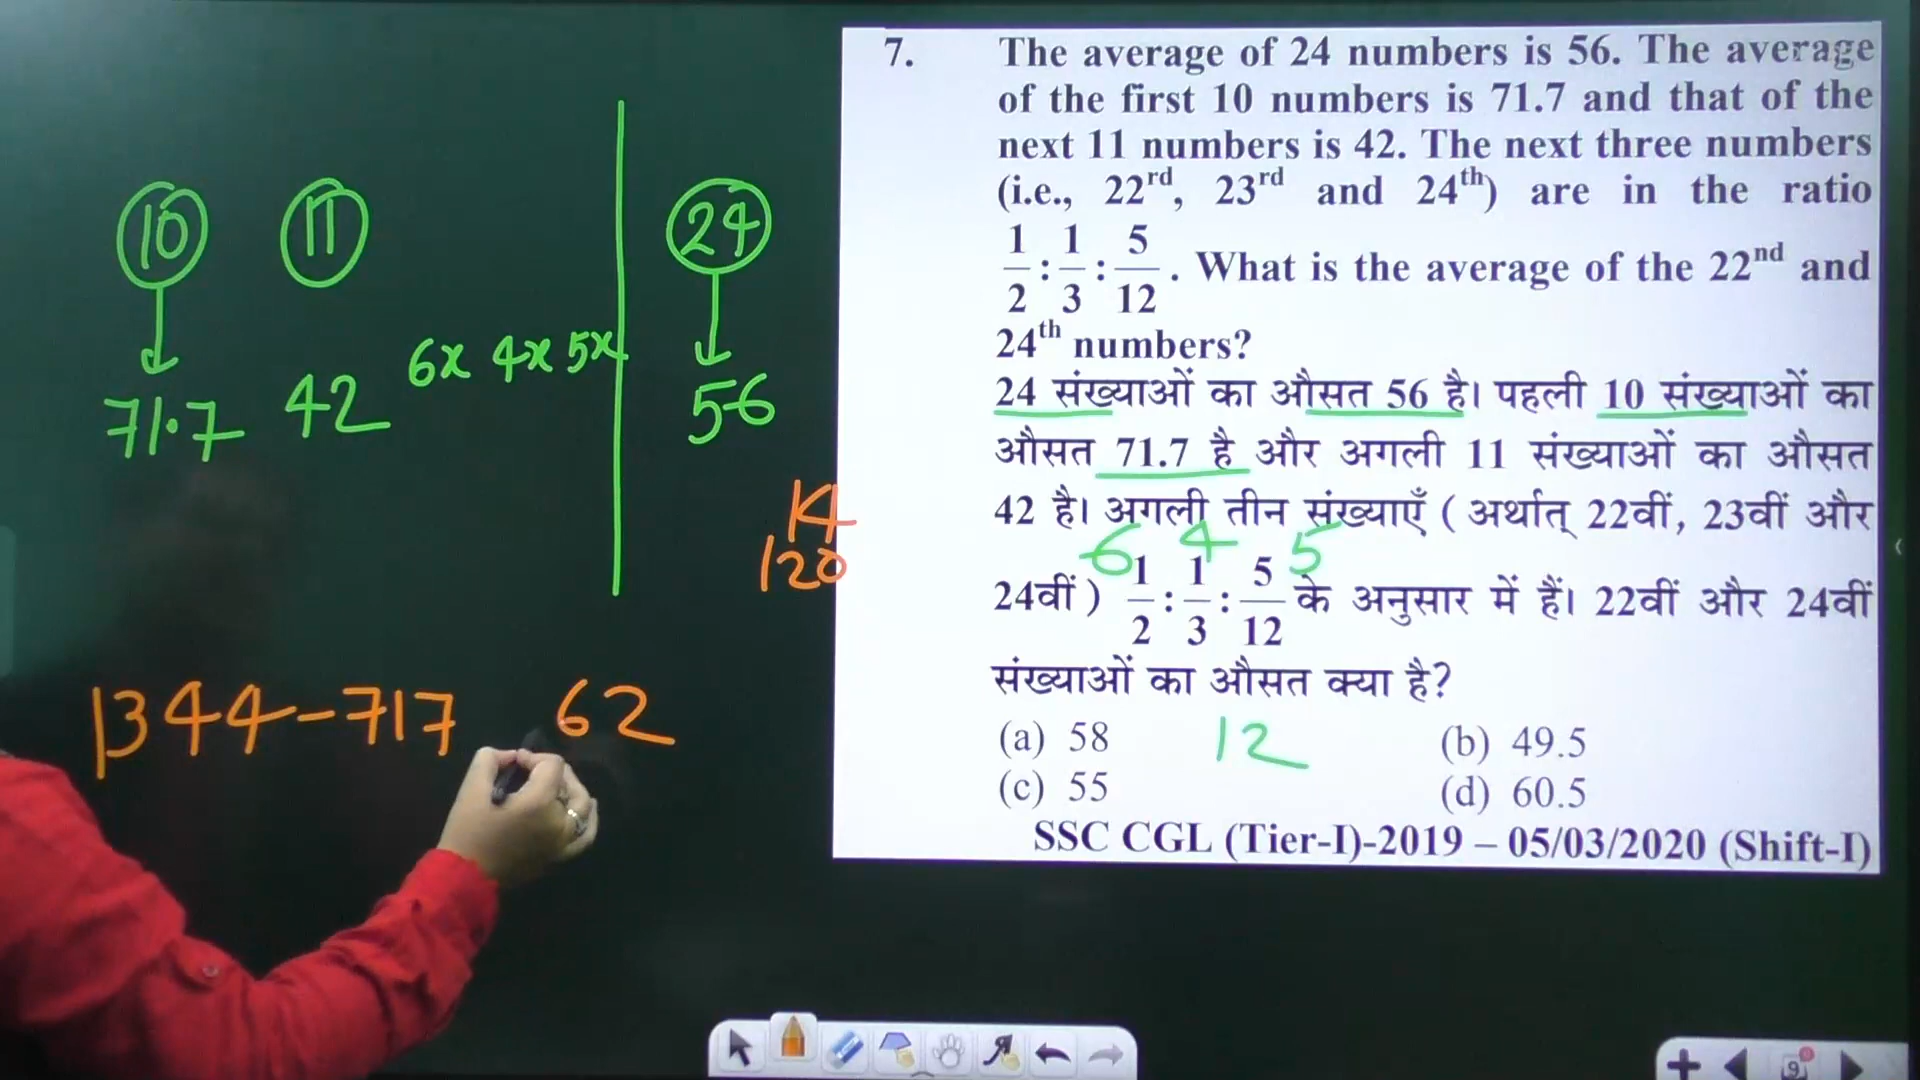 7. The average of 24 numbers is 56. The average
of the first 10 numbers is 71.7 and that of the
next 11 numbers is 42. The next three numbers
(i.e., 22rd, 23rd and 24th) are in the ratio
1/2 : 1/3 : 5/12 . What is the average of the 22nd and
24th numbers?
24 संख्याओं का औसत 56 है। पहली 10 संख्याओं का
औसत 71.7 है और अगली 11 संख्याओं का औसत
42 है। अगली तीन संख्याएँ ( अर्थात् 22वीं, 23वीं और
6 4 5
24वीं ) 1/2 : 1/3 : 5/12 के अनुसार में हैं। 22वीं और 24वीं
संख्याओं का औसत क्या है?
(a) 58 (b) 49.5
12
(c) 55 (d) 60.5
SSC CGL (Tier-I)-2019 – 05/03/2020 (Shift-I)
10 11 24
6x 4x 5x
71.7 42 56
14
120
1344-717 62
9